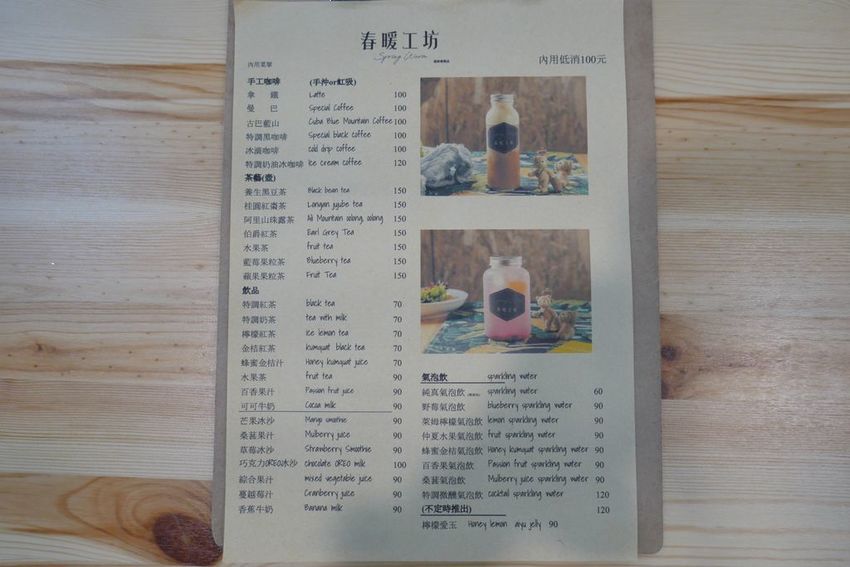 春暖工坊
Spring Warm
內用菜單
內用低消100元
手工咖啡 (手沖or虹吸)
拿 鐵 Latte 100
曼 巴 Special Coffee 100
古巴藍山 Cuba Blue Mountain Coffee 100
特調黑咖啡 Special black coffee 100
冰滴咖啡 cold drip coffee 100
特調奶油冰咖啡 Ice cream coffee 120
茶藝(壺)
養生黑豆茶 Black bean tea 150
桂圓紅棗茶 Longan jujube tea 150
阿里山珠露茶 Ali Mountain oolong oolong 150
伯爵紅茶 Earl Grey Tea 150
水果茶 fruit tea 150
藍莓果粒茶 Blueberry tea 150
蘋果果粒茶 Fruit Tea 150
飲品
特調紅茶 black tea 70
特調奶茶 tea with milk 70
檸檬紅茶 Ice lemon tea 70
金桔紅茶 kumquat black tea 70
蜂蜜金桔汁 Honey kumquat juice 70
水果茶 fruit tea 90
百香果汁 Passion fruit juice 90
可可牛奶 Cocoa milk 90
芒果冰沙 Mango smoothie 90
桑葚果汁 Mulberry juice 90
草莓冰沙 Strawberry Smoothie 90
巧克力OREO冰沙 chocolate OREO milk 100
綜合果汁 mixed vegetable juice 90
蔓越莓汁 Cranberry juice 90
香蕉牛奶 Banana milk 90
氣泡飲 sparkling water
純真氣泡飲 sparkling water 60
野莓氣泡飲 blueberry sparkling water 90
萊姆檸檬氣泡飲 lemon sparkling water 90
仲夏水果氣泡飲 fruit sparkling water 90
蜂蜜金桔氣泡飲 Honey kumquat sparkling water 90
百香果氣泡飲 Passion fruit sparkling water 90
桑葚氣泡飲 Mulberry juice sparkling water 90
特調微醺氣泡飲 cocktail sparkling water 120
(不定時推出) 120
檸檬愛玉 Honey lemon aiyu jelly 90